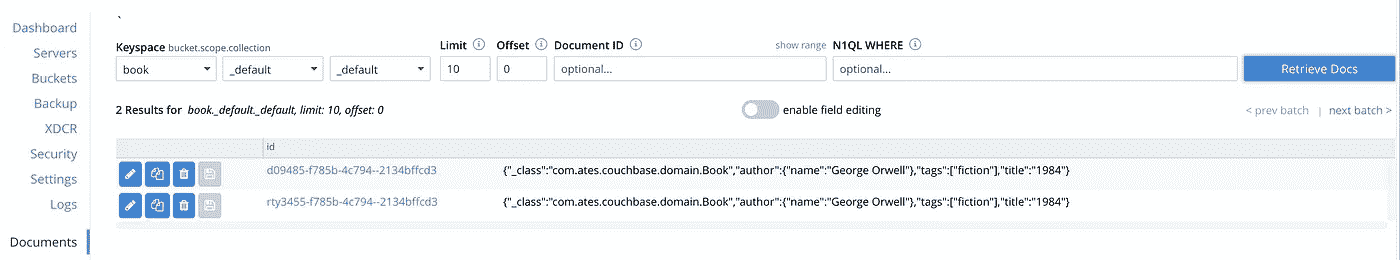 Dashboard
Servers
Buckets
Backup
XDCR
Security
Settings
Logs
Documents
Keyspace bucket.scope.collection
Limit
Offset
Document ID
show range
N1QL WHERE
book
_default
_default
10
0
optional...
optional...
Retrieve Docs
2 Results for book._default._default, limit: 10, offset: 0
enable field editing
< prev batch | next batch >
id
d09485-f785b-4c794--2134bffcd3 {"_class":"com.ates.couchbase.domain.Book","author":{"name":"George Orwell"},"tags":["fiction"],"title":"1984"}
rty3455-f785b-4c794--2134bffcd3 {"_class":"com.ates.couchbase.domain.Book","author":{"name":"George Orwell"},"tags":["fiction"],"title":"1984"}